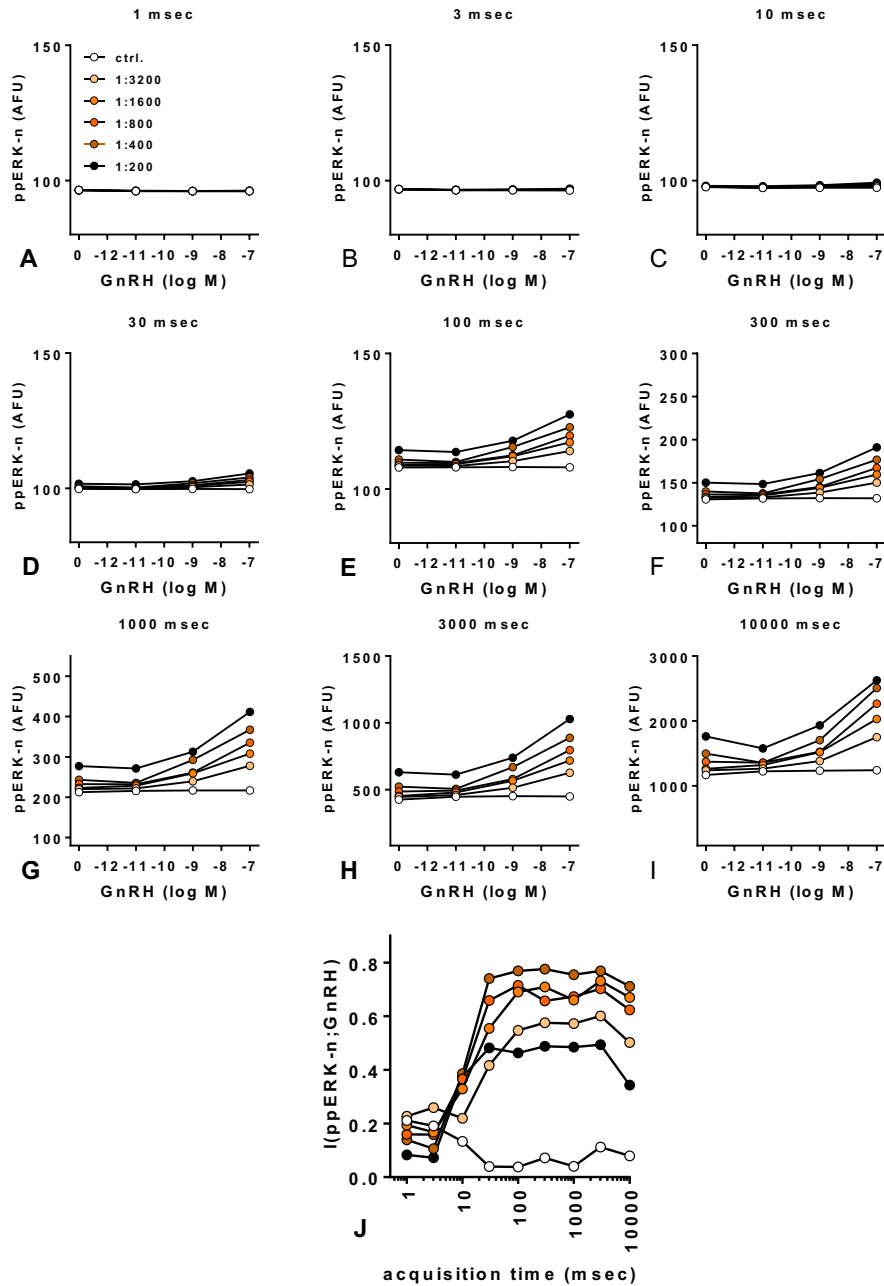 1 msec
3 msec
10 msec
150
100
ppERK-n (AFU)
ctrl.
1:3200
1:1600
1:800
1:400
1:200
0 -12 -11 -10 -9 -8 -7
GnRH (log M)
A
150
100
ppERK-n (AFU)
0 -12 -11 -10 -9 -8 -7
GnRH (log M)
B
150
100
ppERK-n (AFU)
0 -12 -11 -10 -9 -8 -7
GnRH (log M)
C
30 msec
100 msec
300 msec
150
100
ppERK-n (AFU)
0 -12 -11 -10 -9 -8 -7
GnRH (log M)
D
150
100
ppERK-n (AFU)
0 -12 -11 -10 -9 -8 -7
GnRH (log M)
E
300
250
200
150
100
ppERK-n (AFU)
0 -12 -11 -10 -9 -8 -7
GnRH (log M)
F
1000 msec
3000 msec
10000 msec
500
400
300
200
100
ppERK-n (AFU)
0 -12 -11 -10 -9 -8 -7
GnRH (log M)
G
1500
1000
500
ppERK-n (AFU)
0 -12 -11 -10 -9 -8 -7
GnRH (log M)
H
3000
2000
1000
ppERK-n (AFU)
0 -12 -11 -10 -9 -8 -7
GnRH (log M)
I
0.8
0.6
0.4
0.2
0.0
I(ppERK-n;GnRH)
1 10 100 1000 10000
J
acquisition time (msec)